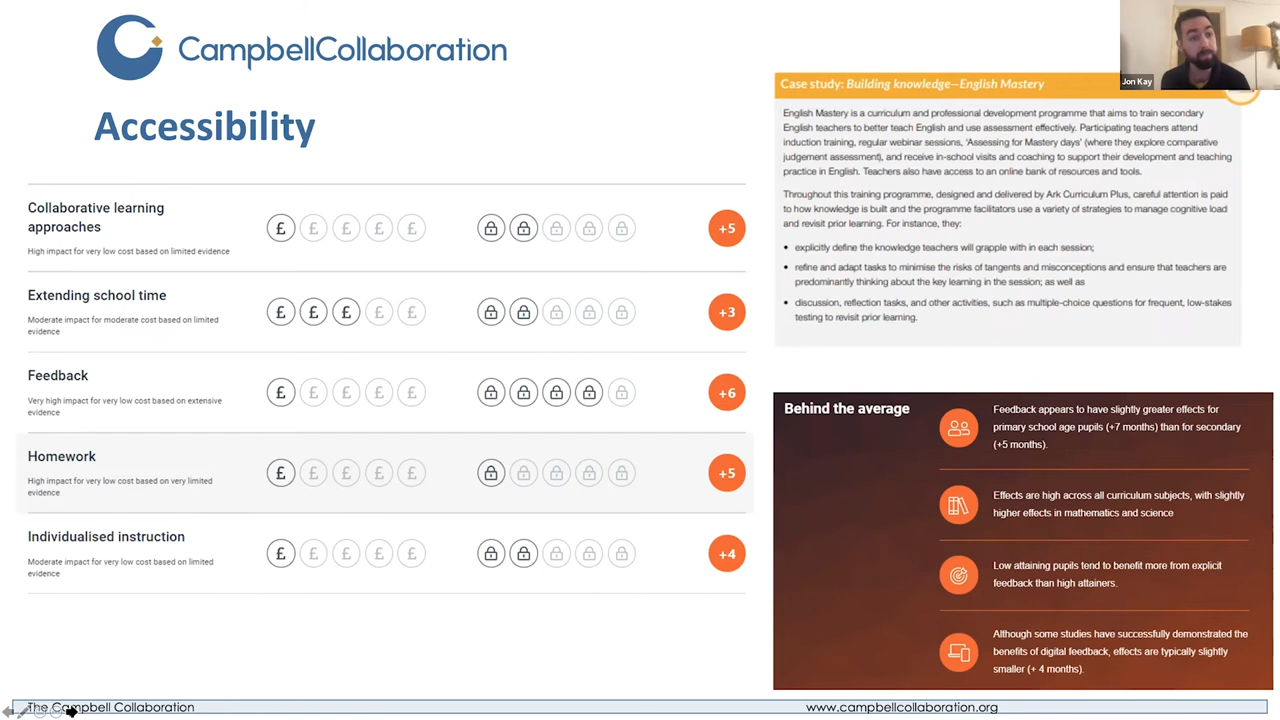 CampbellCollaboration
Accessibility
Collaborative learning
approaches
High impact for very low cost based on limited evidence
£ £ £ £ £
+5
Extending school time
Moderate impact for moderate cost based on limited
evidence
£ £ £ £ £
+3
Feedback
Very high impact for very low cost based on extensive
evidence
£ £ £ £ £
+6
Homework
High impact for very low cost based on very limited
evidence
£ £ £ £ £
+5
Individualised instruction
Moderate impact for very low cost based on limited
evidence
£ £ £ £ £
+4
Jon Kay
Case study: Building knowledge—English Mastery
English Mastery is a curriculum and professional development programme that aims to train secondary
English teachers to better teach English and use assessment effectively. Participating teachers attend
induction training, regular webinar sessions, ‘Assessing for Mastery days’ (where they explore comparative
judgement assessment), and receive in-school visits and coaching to support their development and teaching
practice in English. Teachers also have access to an online bank of resources and tools.
Throughout this training programme, designed and delivered by Ark Curriculum Plus, careful attention is paid
to how knowledge is built and the programme facilitators use a variety of strategies to manage cognitive load
and revisit prior learning. For instance, they:
• explicitly define the knowledge teachers will grapple with in each session;
• refine and adapt tasks to minimise the risks of tangents and misconceptions and ensure that teachers are
predominantly thinking about the key learning in the session; as well as
• discussion, reflection tasks, and other activities, such as multiple-choice questions for frequent, low-stakes
testing to revisit prior learning.
Behind the average
Feedback appears to have slightly greater effects for
primary school age pupils (+7 months) than for secondary
(+5 months).
Effects are high across all curriculum subjects, with slightly
higher effects in mathematics and science
Low attaining pupils tend to benefit more from explicit
feedback than high attainers.
Although some studies have successfully demonstrated the
benefits of digital feedback, effects are typically slightly
smaller (+ 4 months).
The Campbell Collaboration
www.campbellcollaboration.org